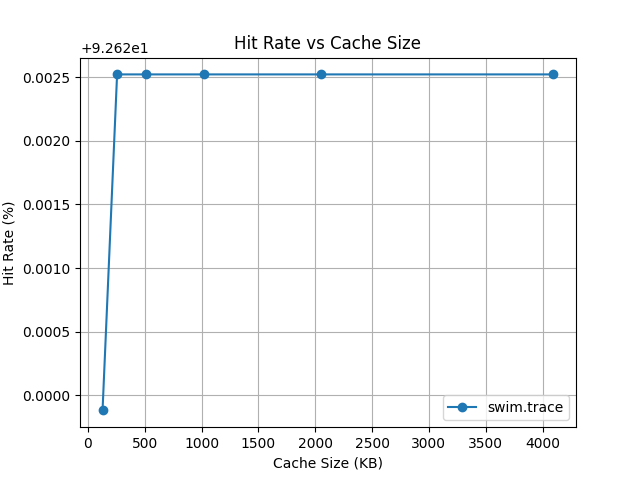 Hit Rate vs Cache Size
+9.262e1
0.0025
0.0020
0.0015
0.0010
0.0005
0.0000
Hit Rate (%)
swim.trace
0 500 1000 1500 2000 2500 3000 3500 4000
Cache Size (KB)